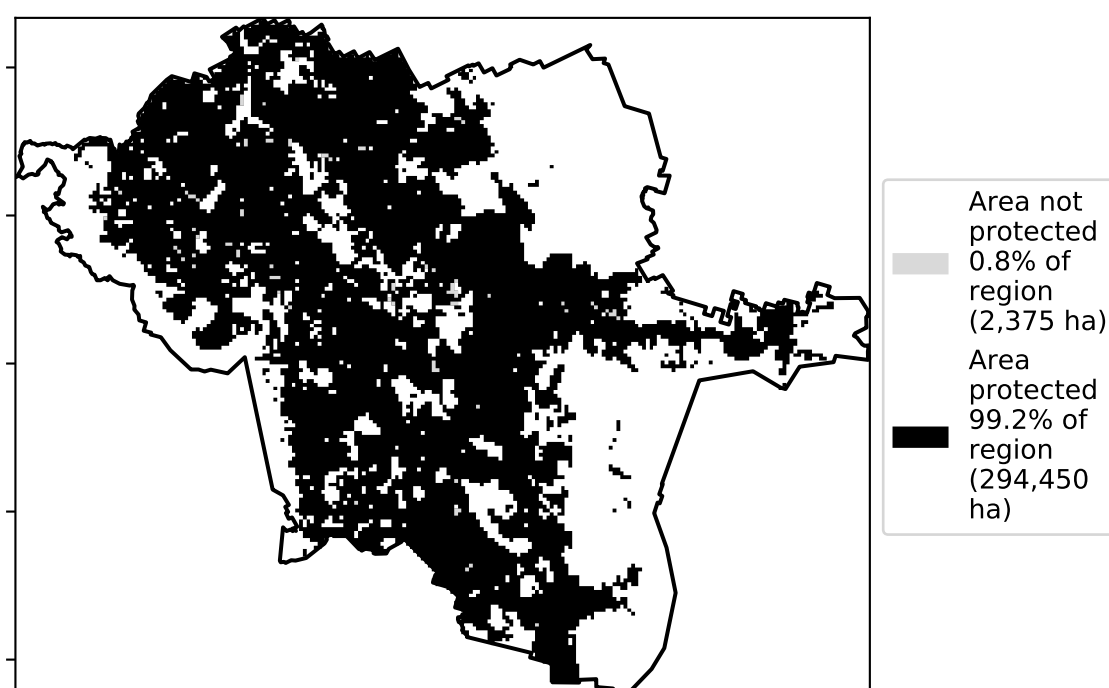 Area not
protected
0.8% of
region
(2,375 ha)
Area
protected
99.2% of
region
(294,450
ha)